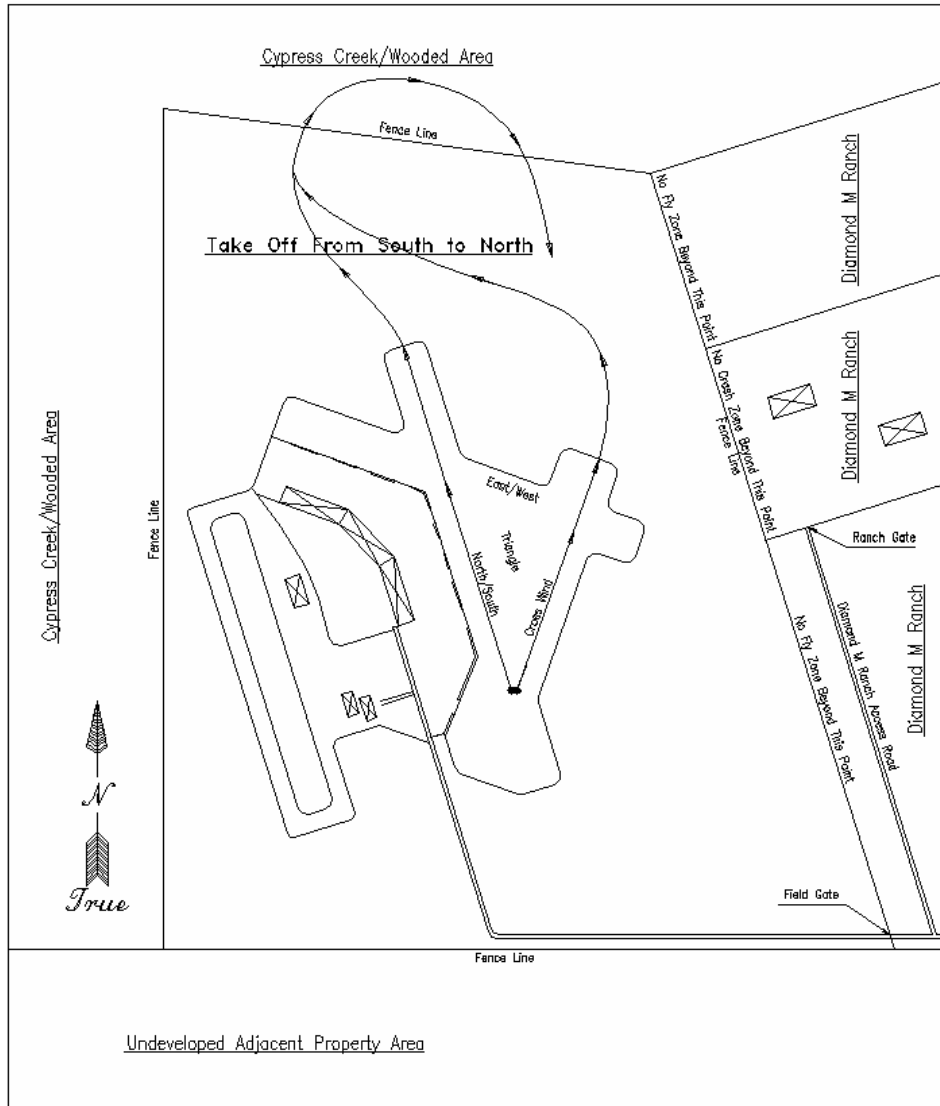 Cypress Creek/Wooded Area
Fence Line
Diamond M Ranch
No Fly Zone Beyond This Point
Take Off From South to North
Diamond M Ranch
No Crash Zone Beyond This Point
Fence Line
Cypress Creek/Wooded Area
Fence Line
East/West
Triangle
North/South
Cross Wind
Ranch Gate
Diamond M Ranch Access Road
Diamond M Ranch
No Fly Zone Beyond This Point
N
True
Field Gate
Fence Line
Undeveloped Adjacent Property Area